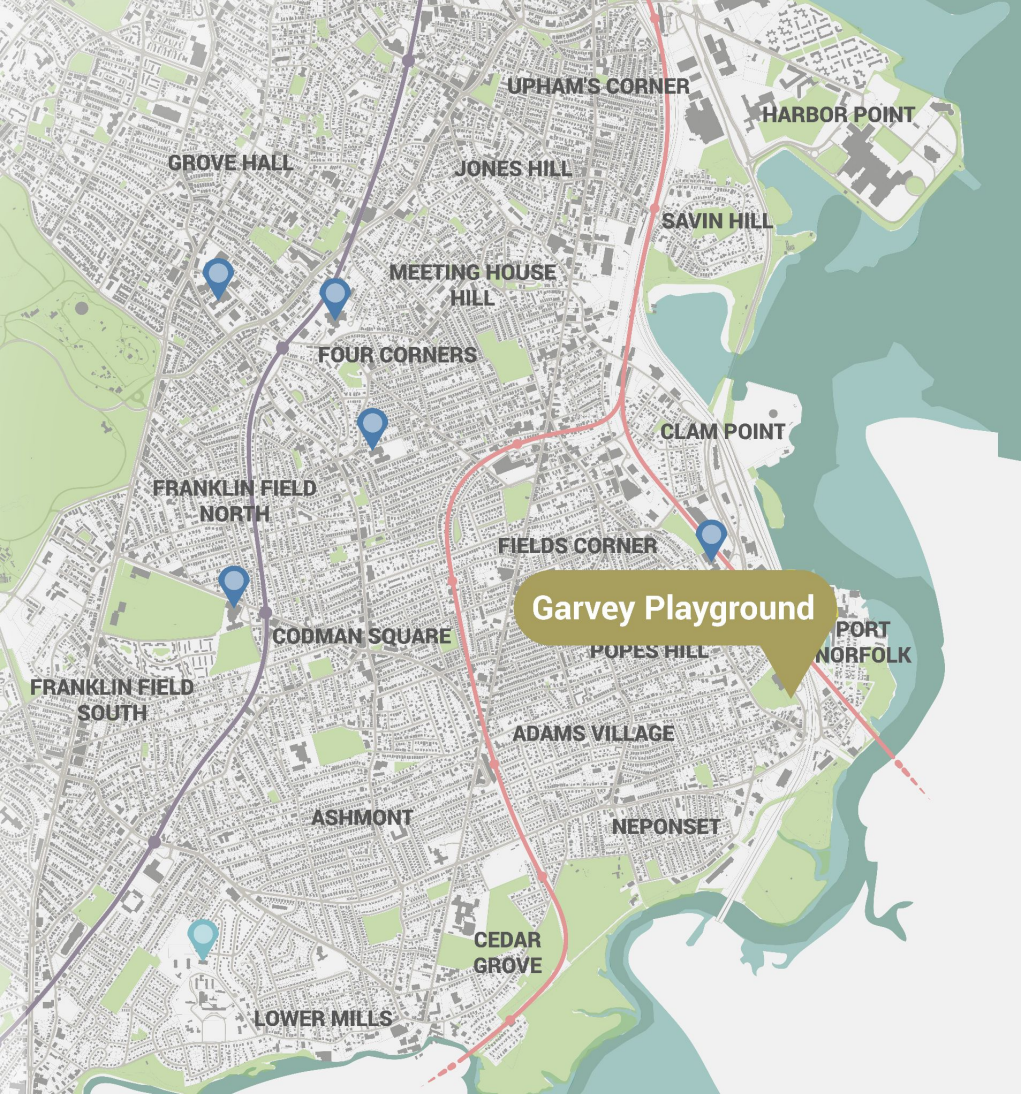 UPHAM'S CORNER
HARBOR POINT
GROVE HALL
JONES HILL
SAVIN HILL
MEETING HOUSE
HILL
FOUR CORNERS
CLAM POINT
FRANKLIN FIELD
NORTH
FIELDS CORNER
Garvey Playground
PORT
NORFOLK
CODMAN SQUARE
POPES HILL
FRANKLIN FIELD
SOUTH
ADAMS VILLAGE
ASHMONT
NEPONSET
CEDAR
GROVE
LOWER MILLS